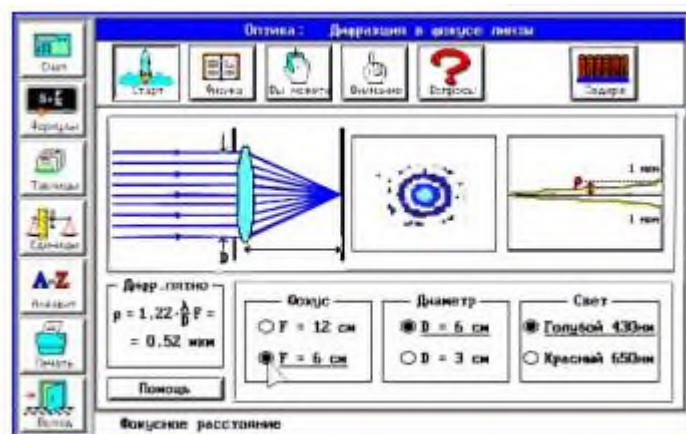 Оптика: Дифракция в фокусе линзы
Счет
Старт
Физика
Вы можете
Внимание
Вопросы
Задача
Формулы
Таблицы
Единицы
A-Z
Алфавит
Печать
Выход
D
ρ
1 мкм
1 мкм
Дифр.пятно
ρ = 1,22·λ/D F =
= 0.52 мкм
Помощь
Фокус
F = 12 см
F = 6 см
Диаметр
D = 6 см
D = 3 см
Свет
Голубой 430нм
Красный 650нм
Фокусное расстояние